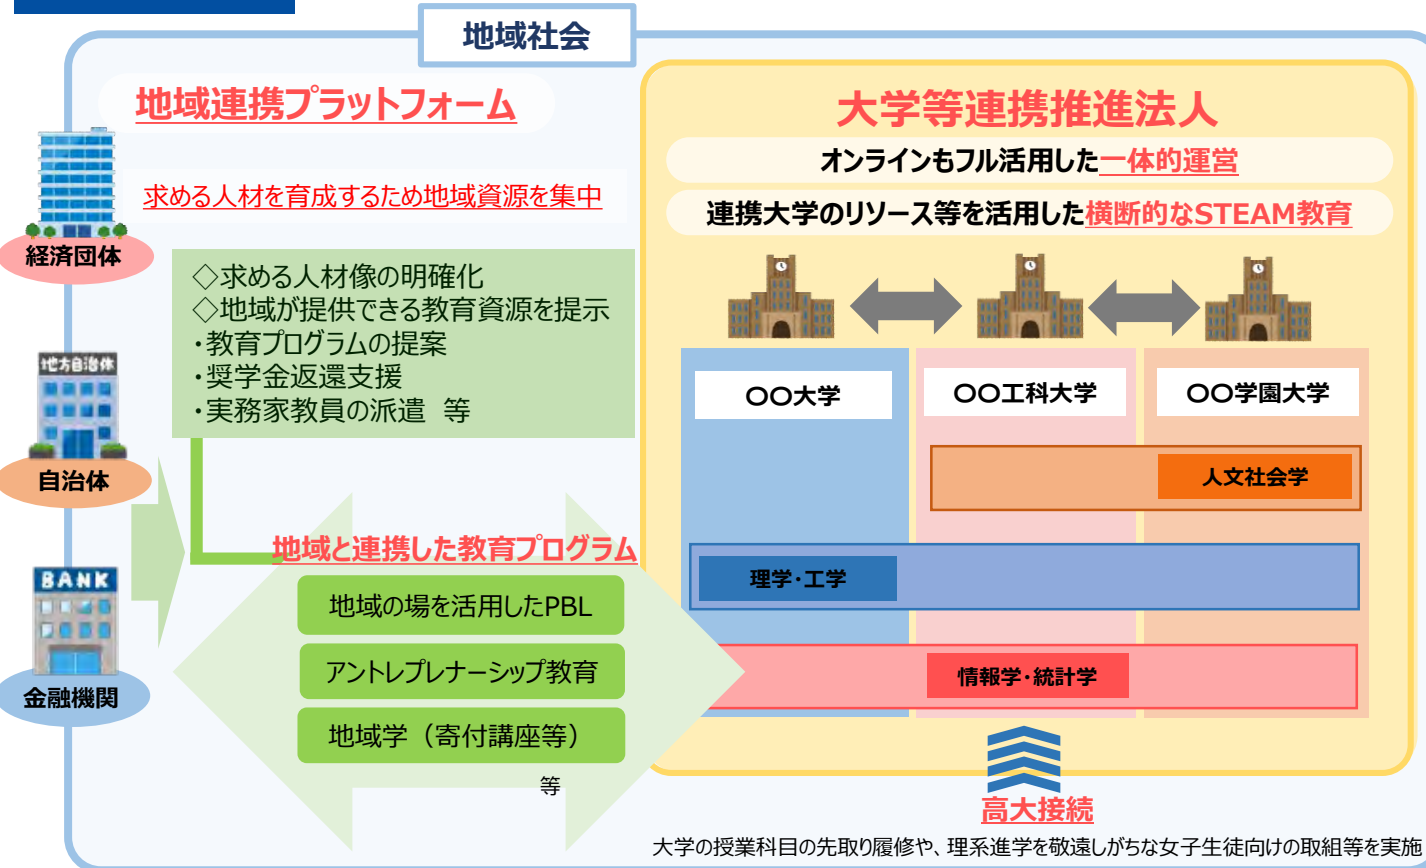 地域社会
地域連携プラットフォーム
求める人材を育成するため地域資源を集中
経済団体
地方自治体
自治体
BANK
金融機関
◇求める人材像の明確化
◇地域が提供できる教育資源を提示
・教育プログラムの提案
・奨学金返還支援
・実務家教員の派遣 等
地域と連携した教育プログラム
地域の場を活用したPBL
アントレプレナーシップ教育
地域学（寄付講座等）
等
大学等連携推進法人
オンラインもフル活用した一体的運営
連携大学のリソース等を活用した横断的なSTEAM教育
〇〇大学
〇〇工科大学
〇〇学園大学
人文社会学
理学・工学
情報学・統計学
高大接続
大学の授業科目の先取り履修や、理系進学を敬遠しがちな女子生徒向けの取組等を実施